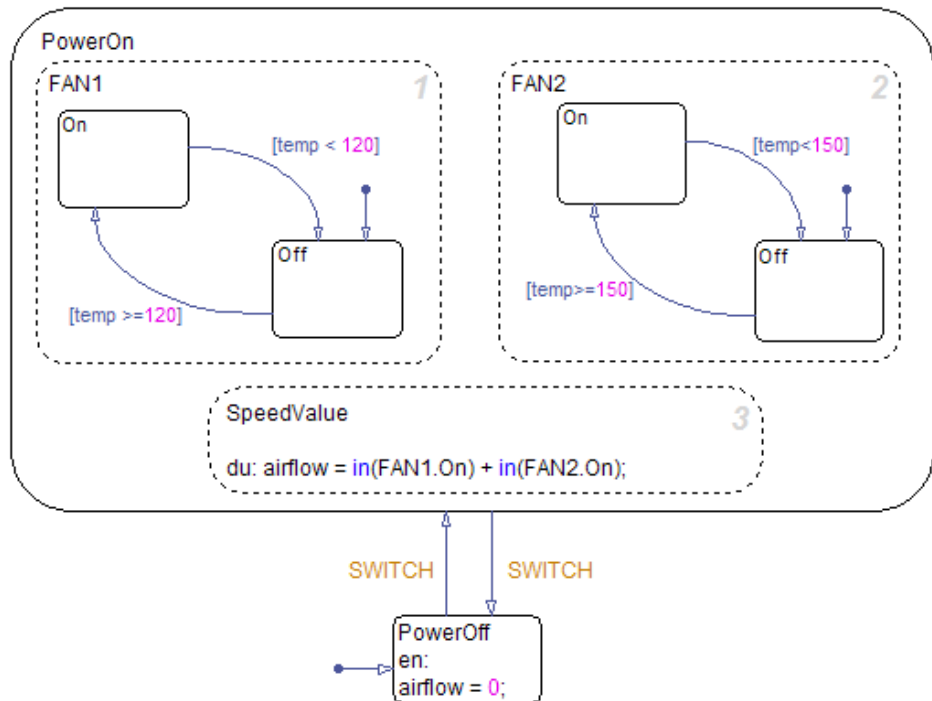 PowerOn
FAN1
1
On
[temp < 120]
Off
[temp >=120]
FAN2
2
On
[temp<150]
Off
[temp>=150]
SpeedValue
3
du: airflow = in(FAN1.On) + in(FAN2.On);
SWITCH
SWITCH
PowerOff
en:
airflow = 0;